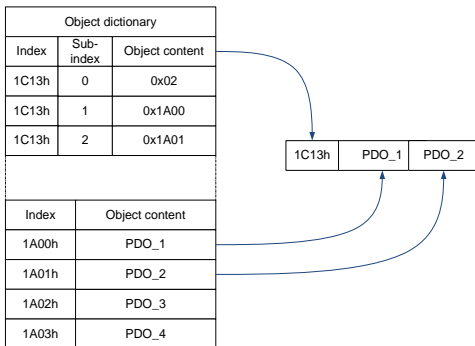 Object dictionary
Index Sub-index Object content
1C13h 0 0x02
1C13h 1 0x1A00
1C13h 2 0x1A01
1C13h PDO_1 PDO_2
Index Object content
1A00h PDO_1
1A01h PDO_2
1A02h PDO_3
1A03h PDO_4